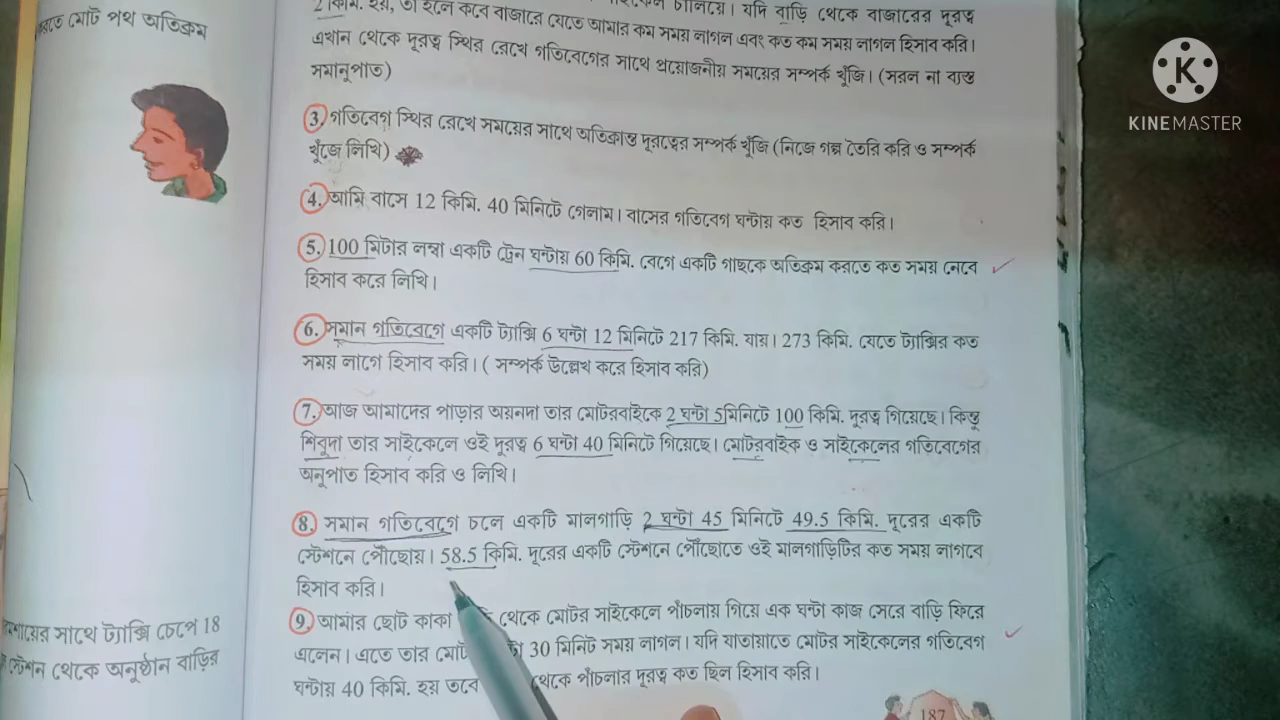 করতে মোট পথ অতিক্রম
2 কিমি. হয়, তা হলে কবে বাজারে যেতে আমার কম সময় লাগল এবং কত কম সময় লাগল হিসাব করি।
চালিয়ে। যদি বাড়ি থেকে বাজারের দূরত্ব
এখান থেকে দূরত্ব স্থির রেখে গতিবেগের সাথে প্রয়োজনীয় সময়ের সম্পর্ক খুঁজি। (সরল না ব্যস্ত
সমানুপাত)
3. গতিবেগ স্থির রেখে সময়ের সাথে অতিক্রান্ত দূরত্বের সম্পর্ক খুঁজি (নিজে গল্প তৈরি করি ও সম্পর্ক
খুঁজে লিখি)
4. আমি বাসে 12 কিমি. 40 মিনিটে গেলাম। বাসের গতিবেগ ঘন্টায় কত হিসাব করি।
5. 100 মিটার লম্বা একটি ট্রেন ঘন্টায় 60 কিমি. বেগে একটি গাছকে অতিক্রম করতে কত সময় নেবে
হিসাব করে লিখি।
6. সমান গতিবেগে একটি ট্যাক্সি 6 ঘন্টা 12 মিনিটে 217 কিমি. যায়। 273 কিমি. যেতে ট্যাক্সির কত
সময় লাগে হিসাব করি। ( সম্পর্ক উল্লেখ করে হিসাব করি)
7. আজ আমাদের পাড়ার অয়নদা তার মোটরবাইকে 2 ঘন্টা 5মিনিটে 100 কিমি. দূরত্ব গিয়েছে। কিন্তু
শিবুদা তার সাইকেলে ওই দূরত্ব 6 ঘন্টা 40 মিনিটে গিয়েছে। মোটরবাইক ও সাইকেলের গতিবেগের
অনুপাত হিসাব করি ও লিখি।
8. সমান গতিবেগে চলে একটি মালগাড়ি 2 ঘন্টা 45 মিনিটে 49.5 কিমি. দূরের একটি
স্টেশনে পৌঁছোয়। 58.5 কিমি. দূরের একটি স্টেশনে পৌঁছোতে ওই মালগাড়িটির কত সময় লাগবে
হিসাব করি।
9. আমার ছোট কাকা থেকে মোটর সাইকেলে পাঁচলায় গিয়ে এক ঘন্টা কাজ সেরে বাড়ি ফিরে
এলেন। এতে তার মোট 30 মিনিট সময় লাগল। যদি যাতায়াতে মোটর সাইকেলের গতিবেগ
ঘন্টায় 40 কিমি. হয় তবে থেকে পাঁচলার দূরত্ব কত ছিল হিসাব করি।
সাথে ট্যাক্সি চেপে 18
স্টেশন থেকে অনুষ্ঠান বাড়ির
187
K
KINEMASTER